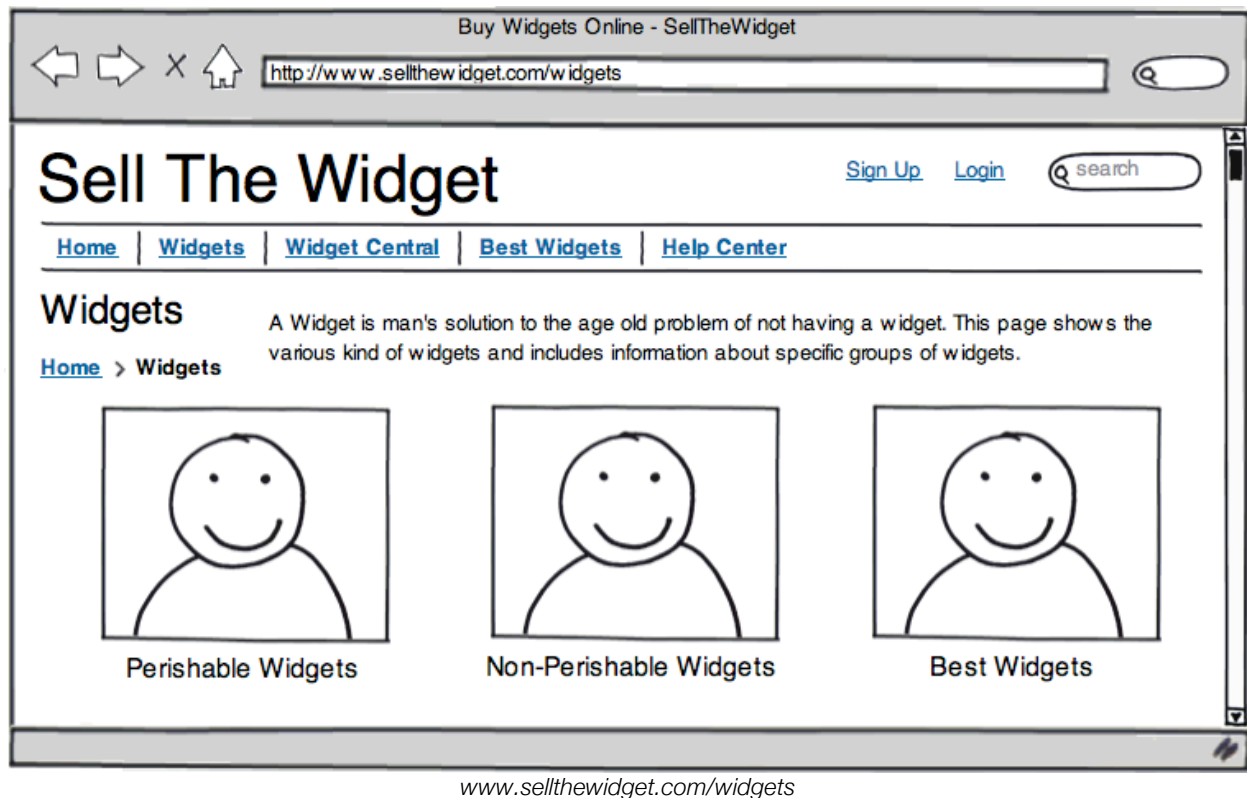 Buy Widgets Online - SellTheWidget
http://www.sellthewidget.com/widgets
Sell The Widget
Sign Up Login search
Home Widgets Widget Central Best Widgets Help Center
Widgets
A Widget is man's solution to the age old problem of not having a widget. This page shows the
various kind of widgets and includes information about specific groups of widgets.
Home > Widgets
Perishable Widgets Non-Perishable Widgets Best Widgets
www.sellthewidget.com/widgets